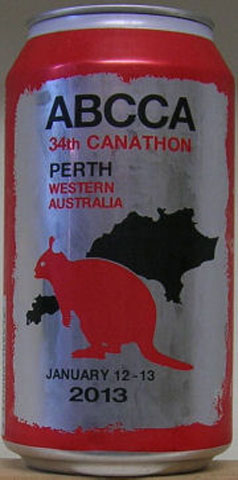 ABCCA
34th CANATHON
PERTH
WESTERN
AUSTRALIA
JANUARY 12-13
2013